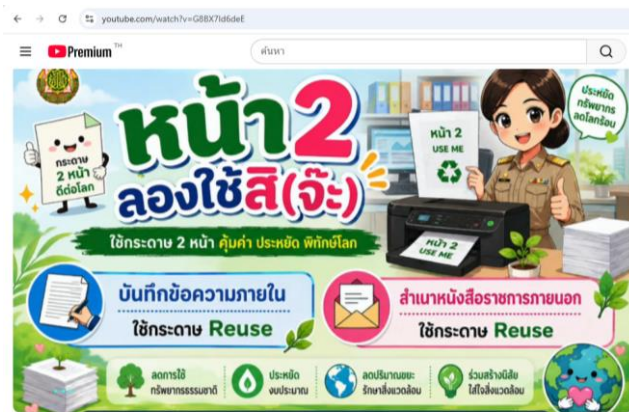 youtube.com/watch?v=G8BX7ld6deE
Premium TH
ค้นหา
กระดาษ
2 หน้า
ดีต่อโลก
หน้า2
ลองใช้สิ(จ๊ะ)
ใช้กระดาษ 2 หน้า คุ้มค่า ประหยัด พิทักษ์โลก
หน้า 2
USE ME
ประหยัด
ทรัพยากร
ลดโลกร้อน
หน้า 2
USE ME
บันทึกข้อความภายใน
ใช้กระดาษ Reuse
สำเนาหนังสือราชการภายนอก
ใช้กระดาษ Reuse
ลดการใช้
ทรัพยากรธรรมชาติ
ประหยัด
งบประมาณ
ลดปริมาณขยะ
รักษาสิ่งแวดล้อม
ร่วมสร้างนิสัย
ใส่ใจสิ่งแวดล้อม